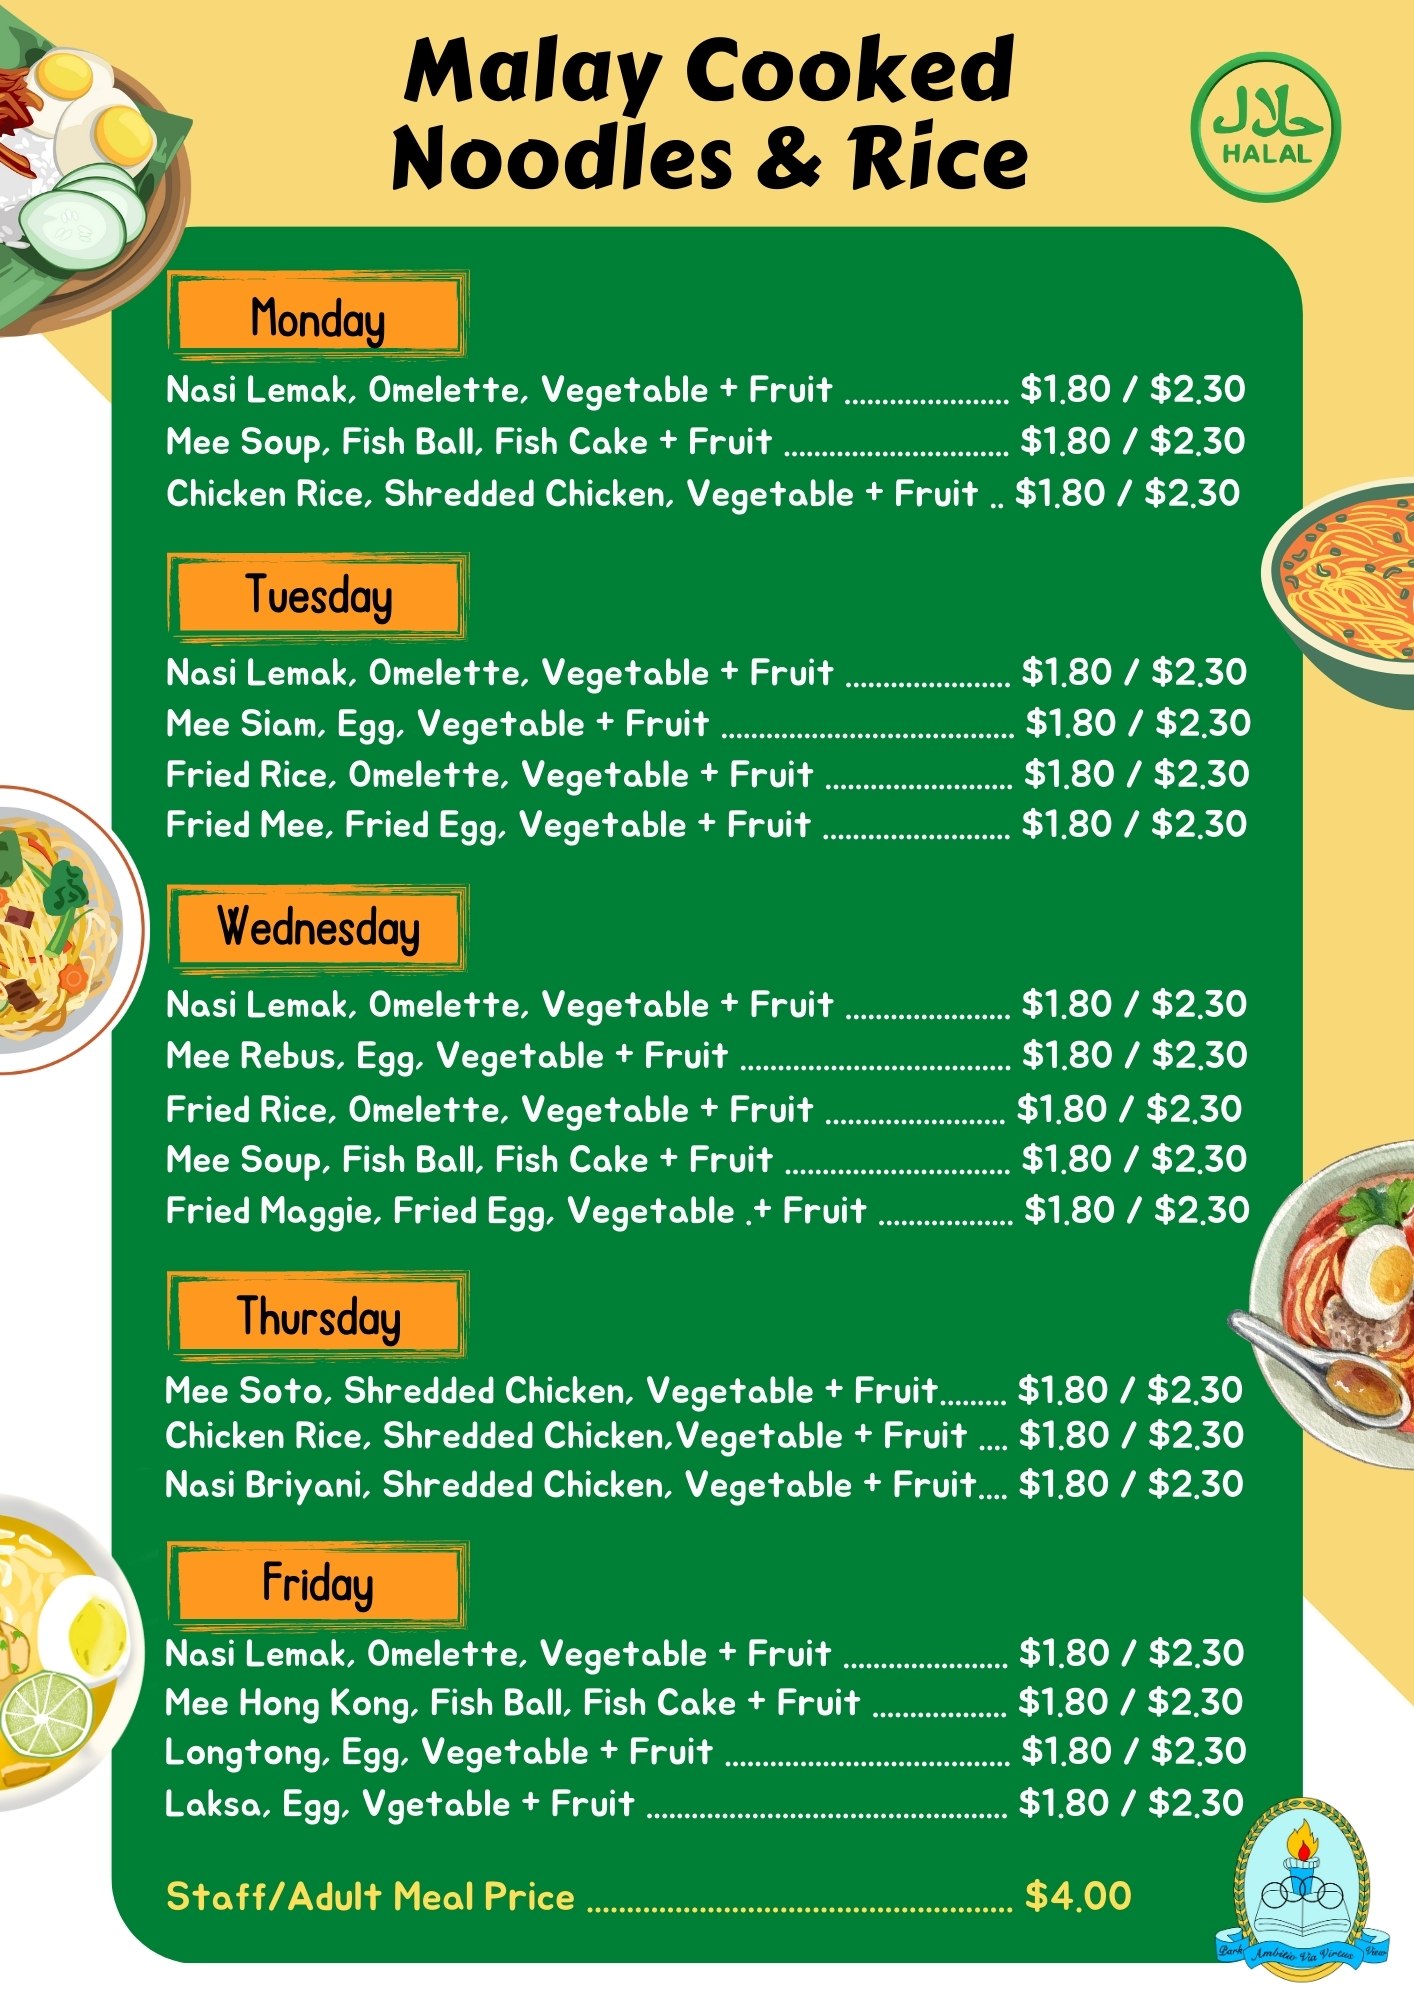 Malay Cooked
Noodles & Rice
حلال
HALAL
Monday
Nasi Lemak, Omelette, Vegetable + Fruit ...................... $1.80 / $2.30
Mee Soup, Fish Ball, Fish Cake + Fruit .............................. $1.80 / $2.30
Chicken Rice, Shredded Chicken, Vegetable + Fruit .. $1.80 / $2.30
Tuesday
Nasi Lemak, Omelette, Vegetable + Fruit ...................... $1.80 / $2.30
Mee Siam, Egg, Vegetable + Fruit ....................................... $1.80 / $2.30
Fried Rice, Omelette, Vegetable + Fruit ......................... $1.80 / $2.30
Fried Mee, Fried Egg, Vegetable + Fruit ......................... $1.80 / $2.30
Wednesday
Nasi Lemak, Omelette, Vegetable + Fruit ...................... $1.80 / $2.30
Mee Rebus, Egg, Vegetable + Fruit .................................... $1.80 / $2.30
Fried Rice, Omelette, Vegetable + Fruit ........................ $1.80 / $2.30
Mee Soup, Fish Ball, Fish Cake + Fruit .............................. $1.80 / $2.30
Fried Maggie, Fried Egg, Vegetable .+ Fruit .................. $1.80 / $2.30
Thursday
Mee Soto, Shredded Chicken, Vegetable + Fruit......... $1.80 / $2.30
Chicken Rice, Shredded Chicken,Vegetable + Fruit .... $1.80 / $2.30
Nasi Briyani, Shredded Chicken, Vegetable + Fruit.... $1.80 / $2.30
Friday
Nasi Lemak, Omelette, Vegetable + Fruit ...................... $1.80 / $2.30
Mee Hong Kong, Fish Ball, Fish Cake + Fruit .................. $1.80 / $2.30
Longtong, Egg, Vegetable + Fruit ...................................... $1.80 / $2.30
Laksa, Egg, Vgetable + Fruit ................................................ $1.80 / $2.30
Staff/Adult Meal Price ...................................................... $4.00
Park Ambitio Via Virtus View